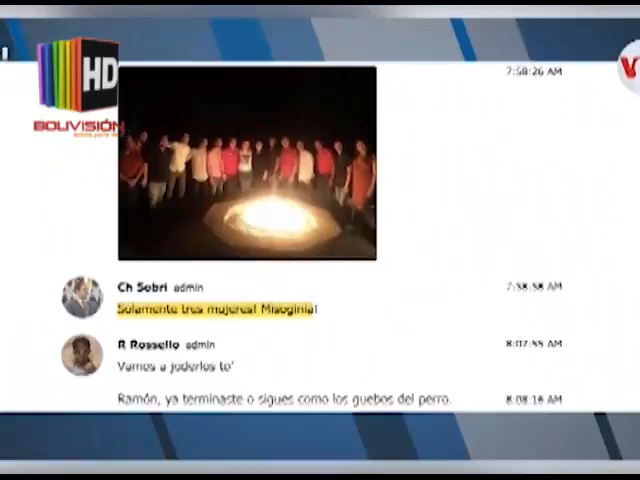 HD
BOLIVISIÓN
7:58:26 AM
Ch Sobri admin
7:58:58 AM
Solamente tres mujeres! Misoginia!
R Rossello admin
8:07:55 AM
Vamos a joderlos to'
Ramón, ya terminaste o sigues como los guebos del perro.
8:08:16 AM